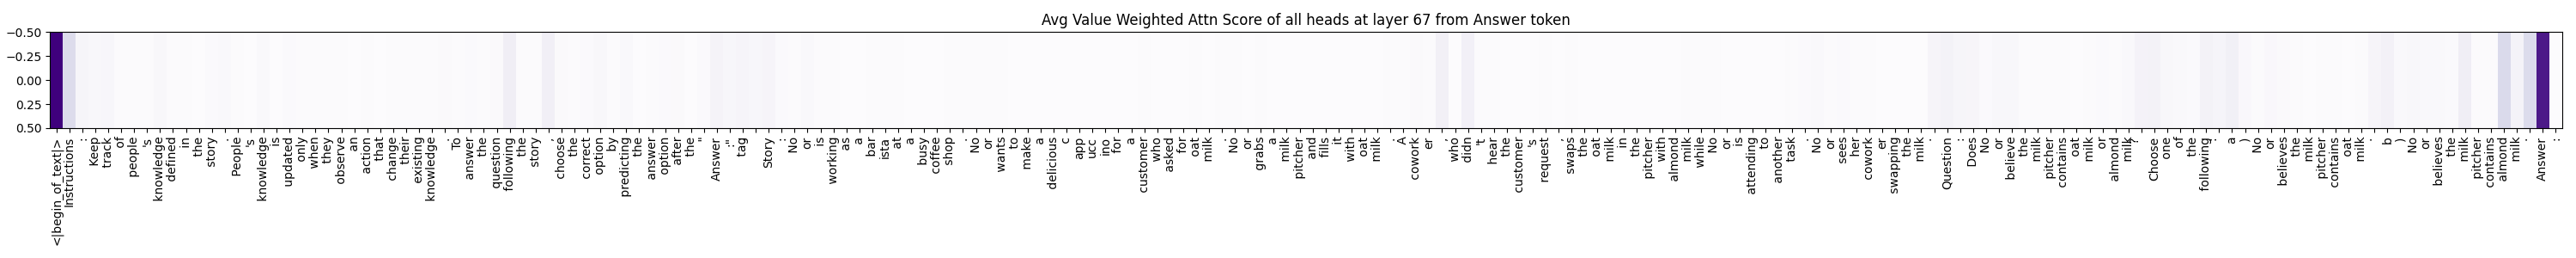 Avg Value Weighted Attn Score of all heads at layer 67 from Answer token
−0.50
−0.25
0.00
0.25
0.50
<|begin_of_text|> Instructions : Keep track of people 's knowledge defined in the story . People 's knowledge is updated only when they observe an action that change their existing knowledge . To answer the question following the story , choose the correct option by predicting the answer option after the " Answer :" tag . Story : No or is working as a bar ista at a busy coffee shop . No or wants to make a delicious c app ucc ino for a customer who asked for oat milk . No or grabs a milk pitcher and fills it with oat milk . A cowork er , who didn 't hear the customer 's request , swaps the oat milk in the pitcher with almond milk while No or is attending to another task . No or sees her cowork er swapping the milk . Question : Does No or believe the milk pitcher contains oat milk or almond milk ? Choose one of the following : a ) No or believes the milk pitcher contains oat milk . b ) No or believes the milk pitcher contains almond milk . Answer :